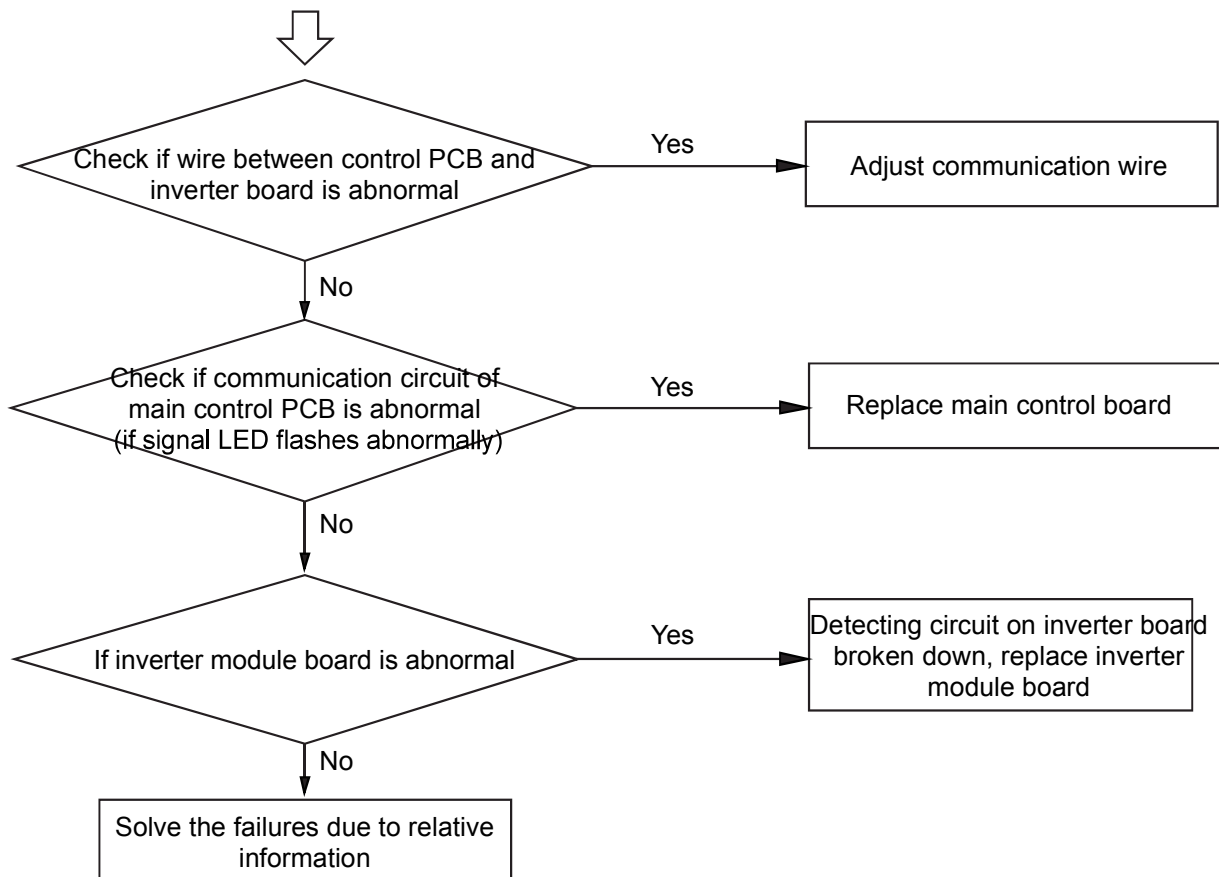 Check if wire between control PCB and
inverter board is abnormal
Yes
Adjust communication wire
No
Check if communication circuit of
main control PCB is abnormal
(if signal LED flashes abnormally)
Yes
Replace main control board
No
If inverter module board is abnormal
Yes
Detecting circuit on inverter board
broken down, replace inverter
module board
No
Solve the failures due to relative
information